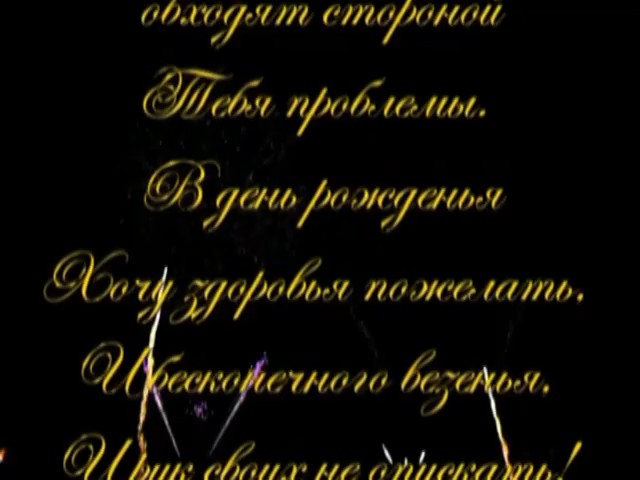 обходят стороной
Тебя проблемы.
В день рожденья
Хочу здоровья пожелать.
И бесконечного везенья,
И рук своих не опускать!